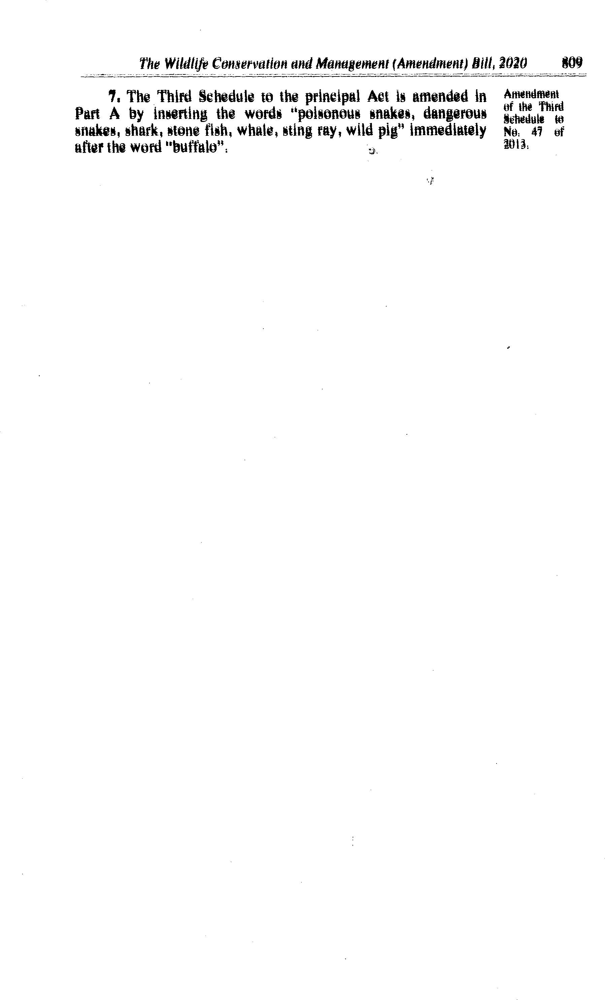 The Wildlife Conservation and Management (Amendment) Bill, 2020 809
7. The Third Schedule to the principal Act is amended in
Part A by inserting the words “poisonous snakes, dangerous
snakes, shark, stone fish, whale, sting ray, wild pig” immediately
after the word “buffalo”.
Amendment
of the Third
Schedule to
No. 47 of
2013.